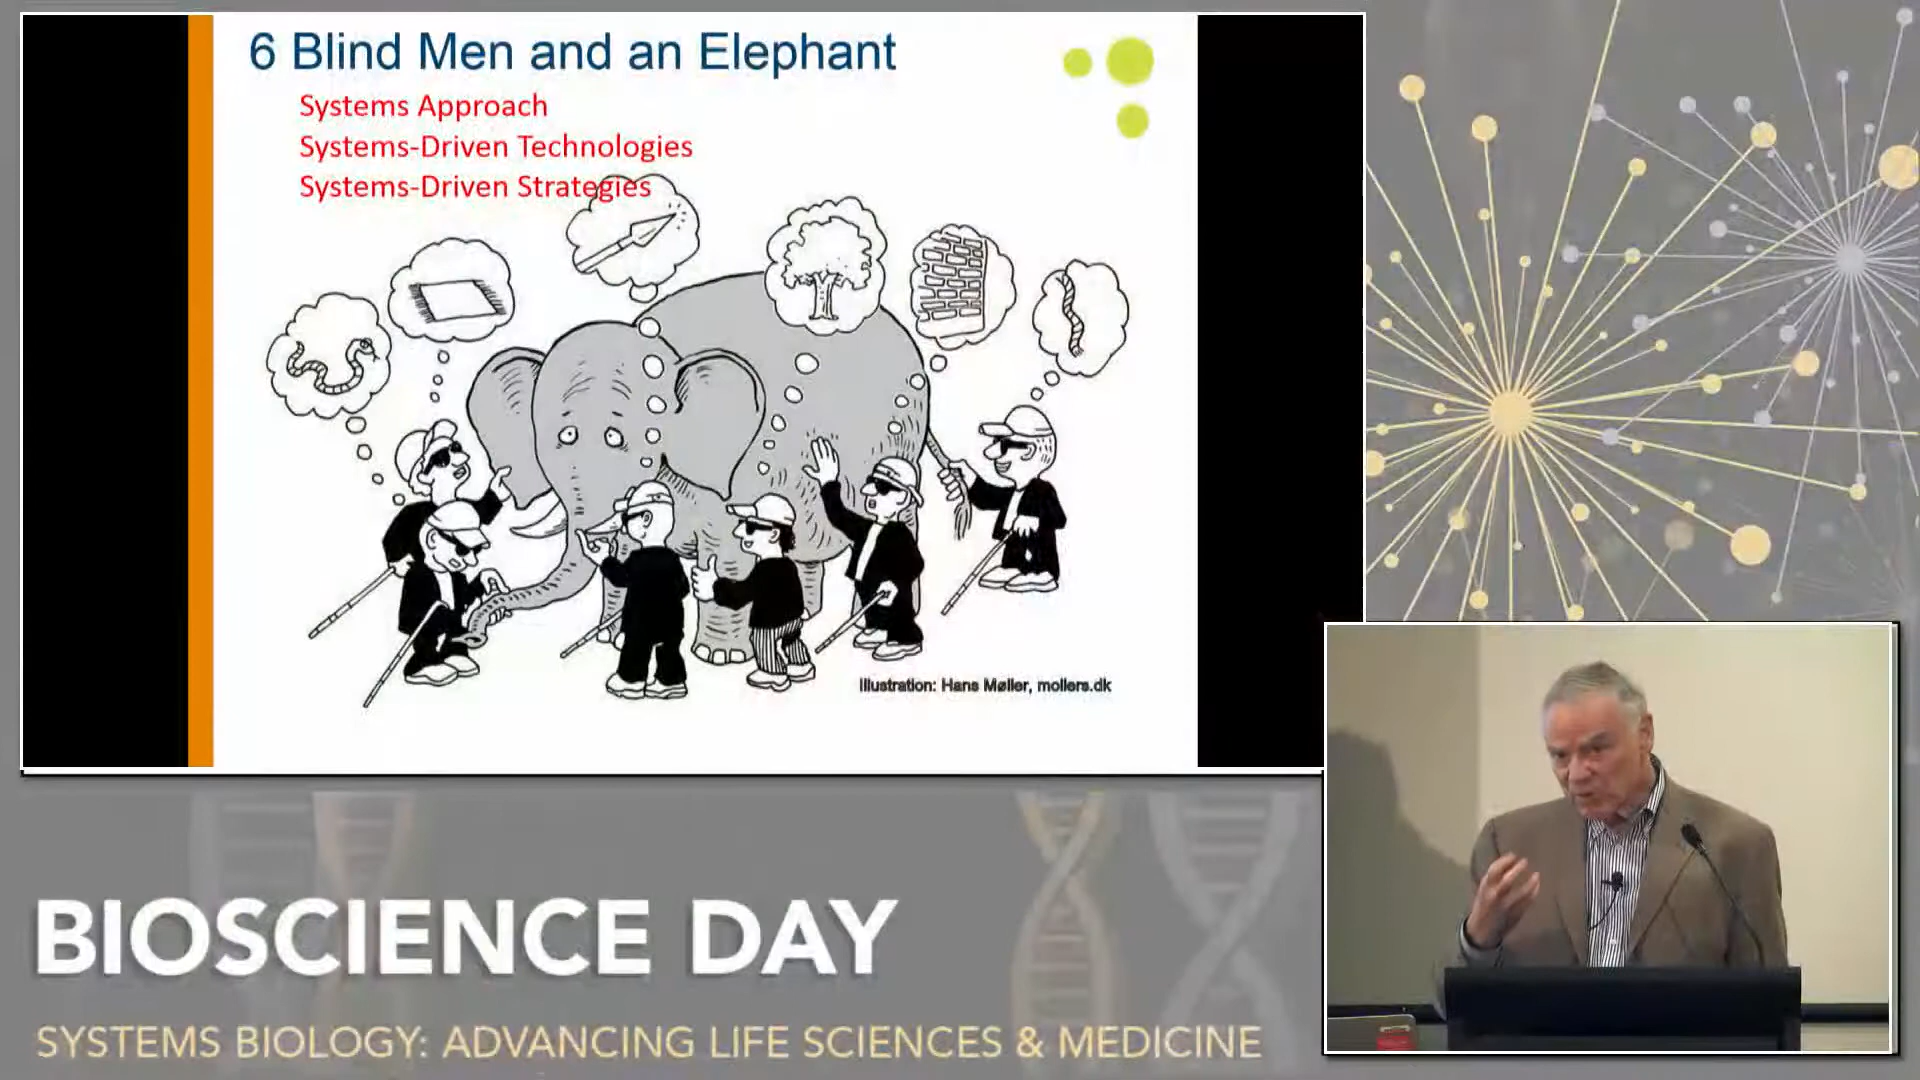 6 Blind Men and an Elephant
Systems Approach
Systems-Driven Technologies
Systems-Driven Strategies
Illustration: Hans Møller, mollers.dk
BIOSCIENCE DAY
SYSTEMS BIOLOGY: ADVANCING LIFE SCIENCES & MEDICINE